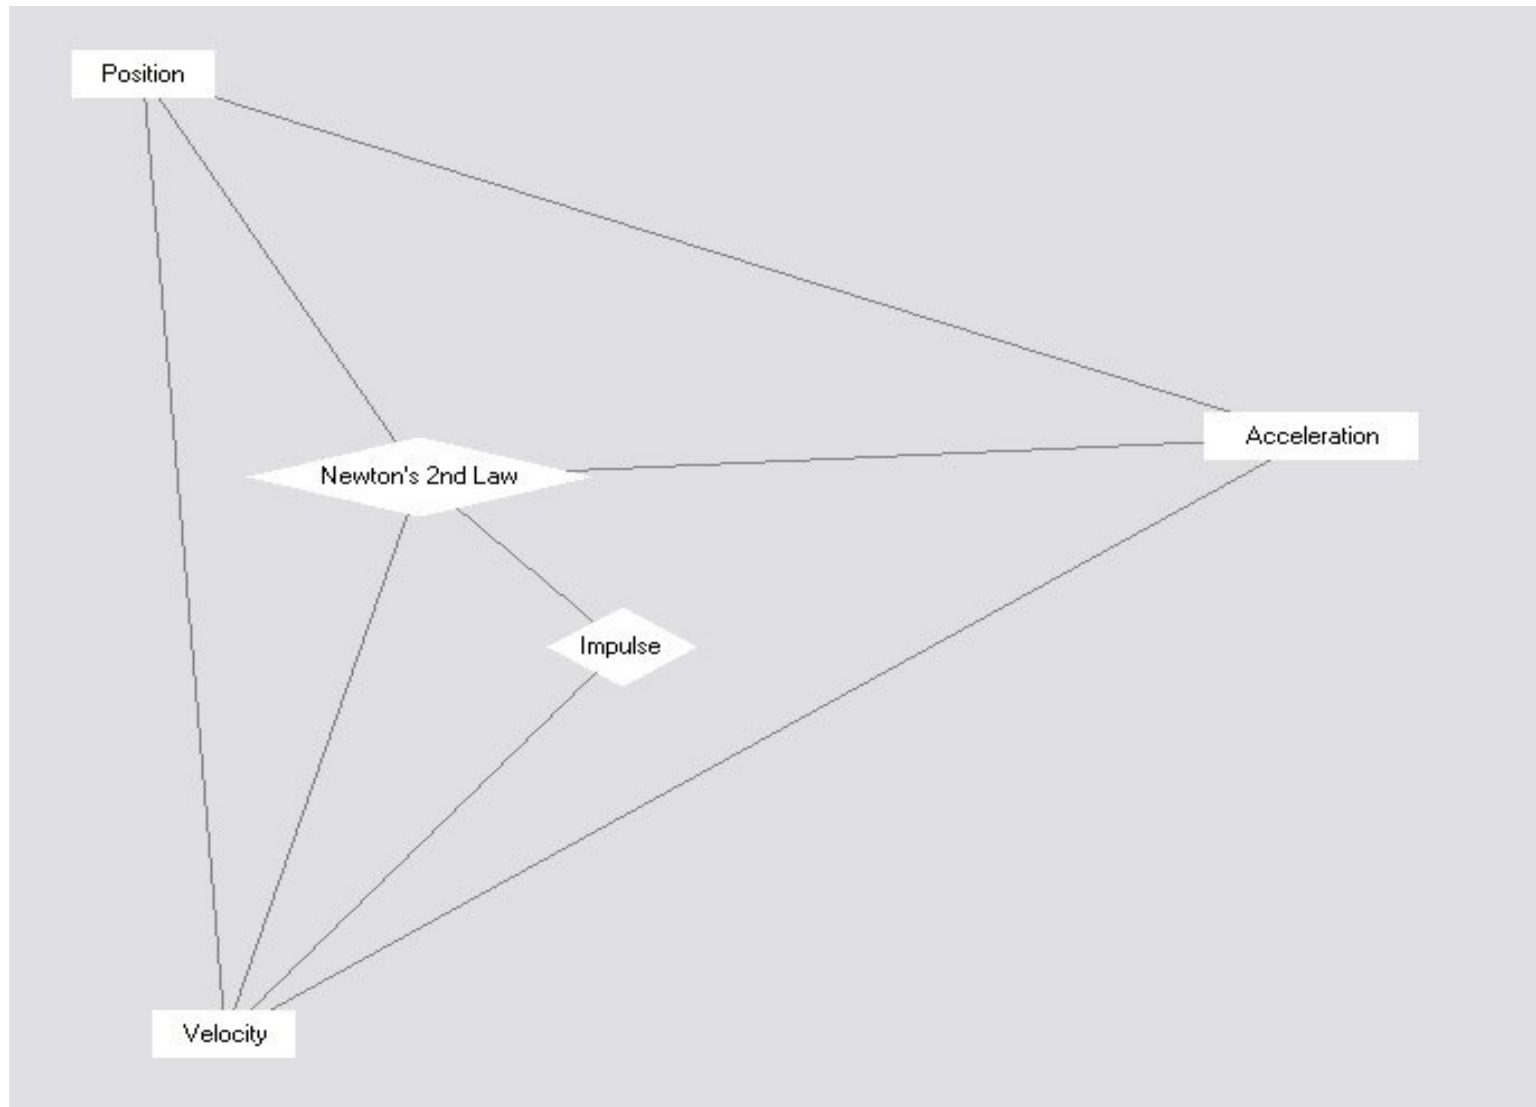 Position
Acceleration
Newton's 2nd Law
Impulse
Velocity